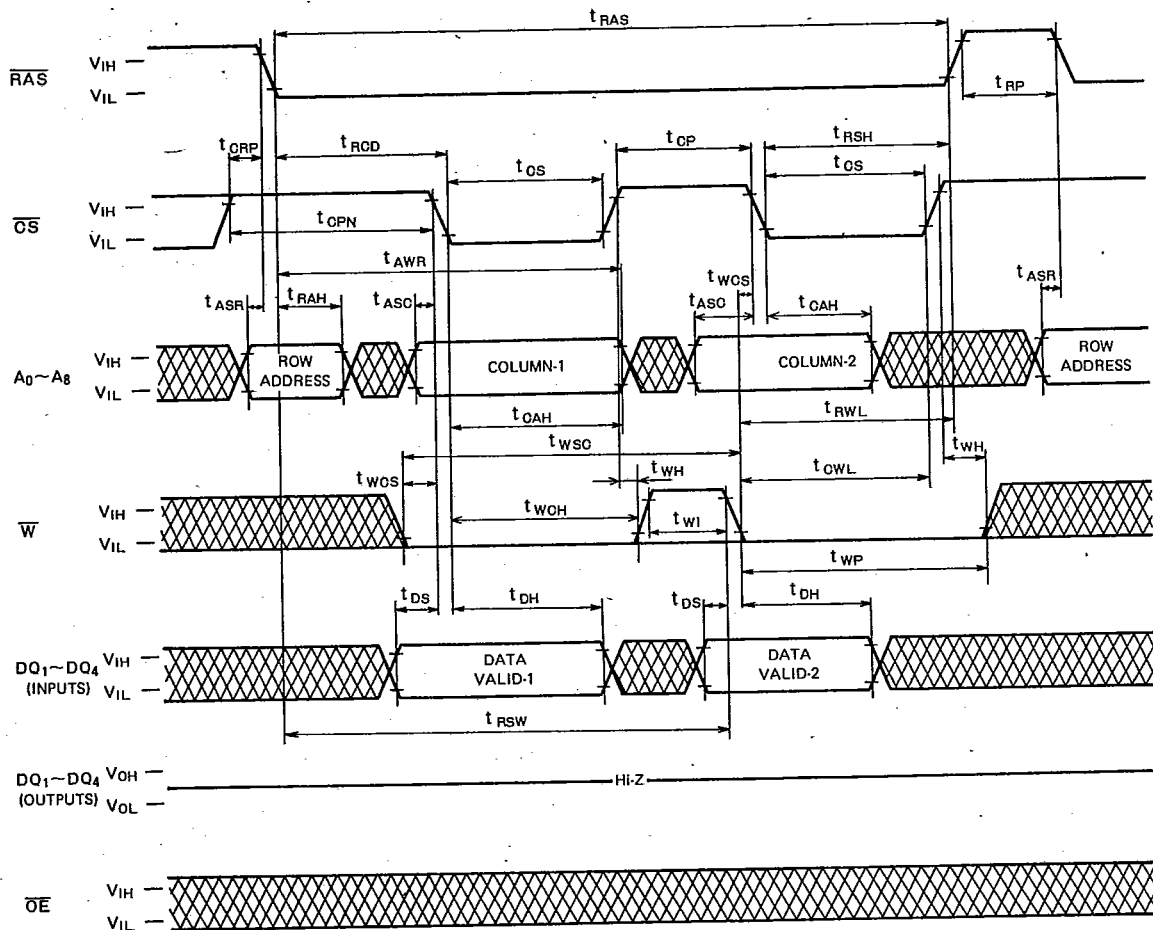 tRAS
RAS
VIH
VIL
tRP
tCRP
tRCD
tCP
tRSH
tCS
tCS
CS
VIH
VIL
tCPN
tAWR
tASR
tRAH
tASC
tWCS
tASC
tCAH
tASR
A0~A8
VIH
VIL
ROW
ADDRESS
COLUMN-1
COLUMN-2
ROW
ADDRESS
tCAH
tRWL
tWSC
tWH
tWCS
tWH
tCWL
W
VIH
VIL
tWCH
tWI
tWP
tDS
tDH
tDS
tDH
DQ1~DQ4
(INPUTS)
VIH
VIL
DATA
VALID-1
DATA
VALID-2
tRSW
DQ1~DQ4
(OUTPUTS)
VOH
VOL
Hi-Z
OE
VIH
VIL